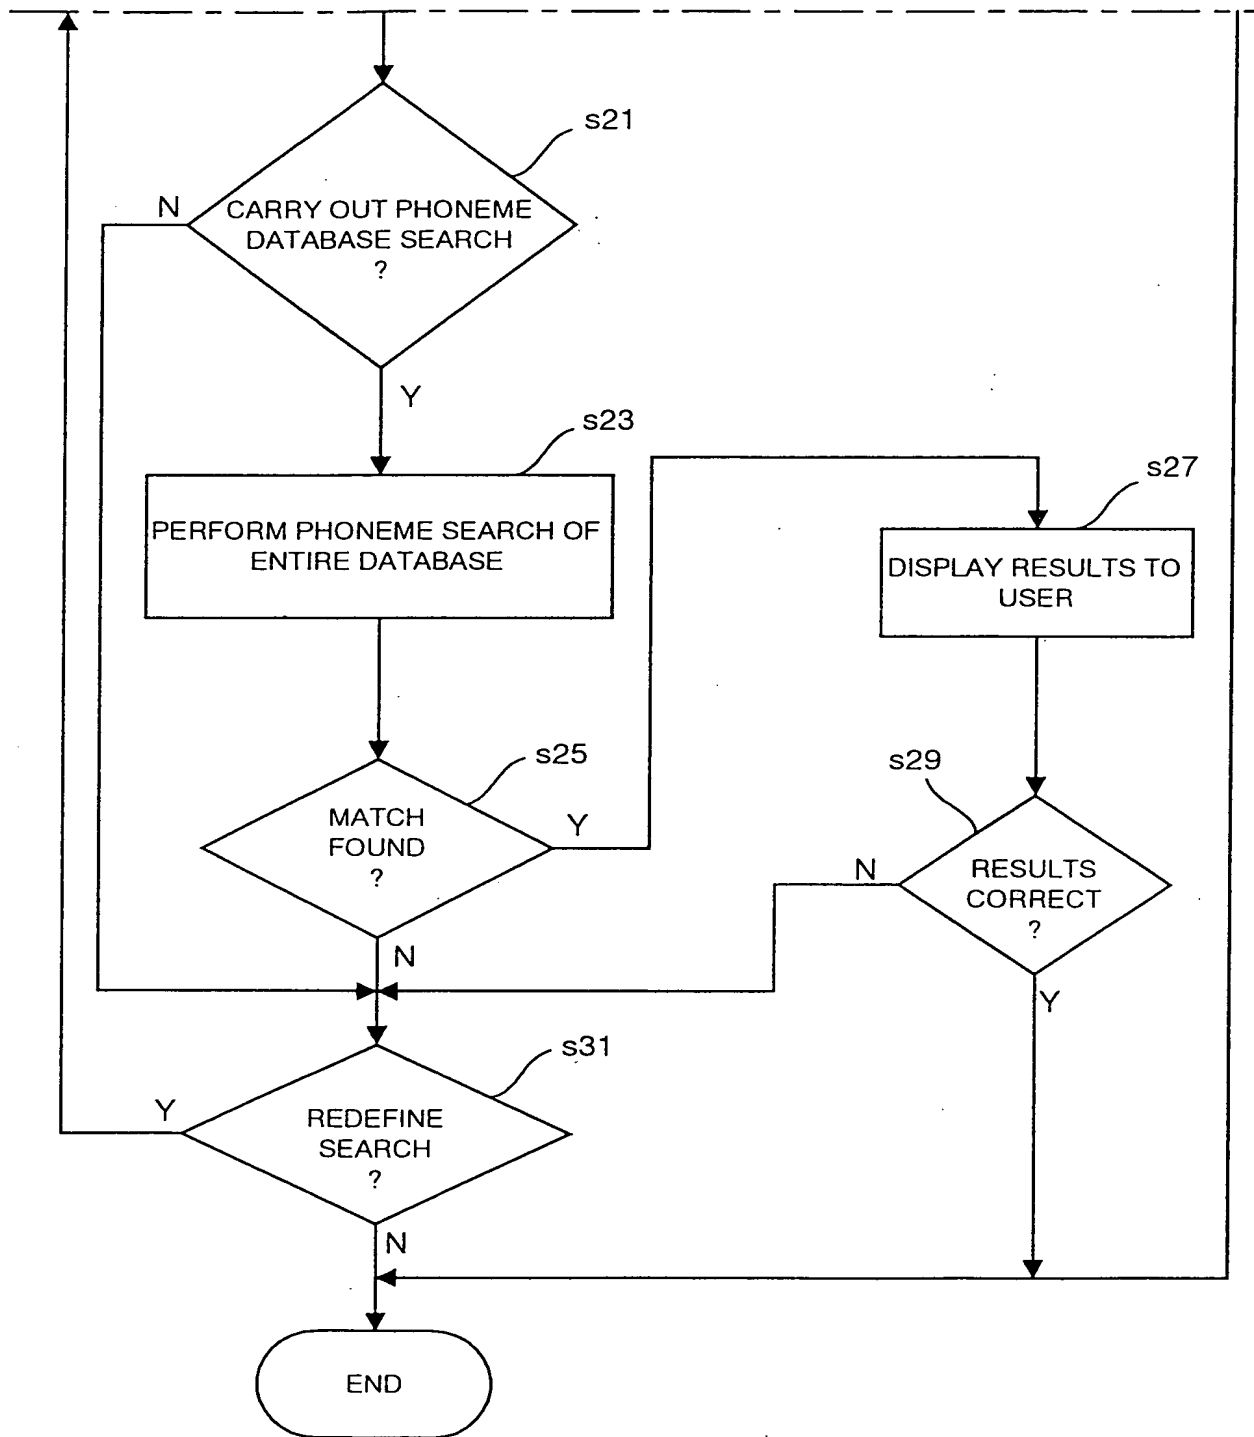 s21
N
CARRY OUT PHONEME
DATABASE SEARCH
?
Y
s23
PERFORM PHONEME SEARCH OF
ENTIRE DATABASE
s27
DISPLAY RESULTS TO
USER
s25
MATCH
FOUND
?
Y
N
s29
N
RESULTS
CORRECT
?
Y
s31
Y
REDEFINE
SEARCH
?
N
END